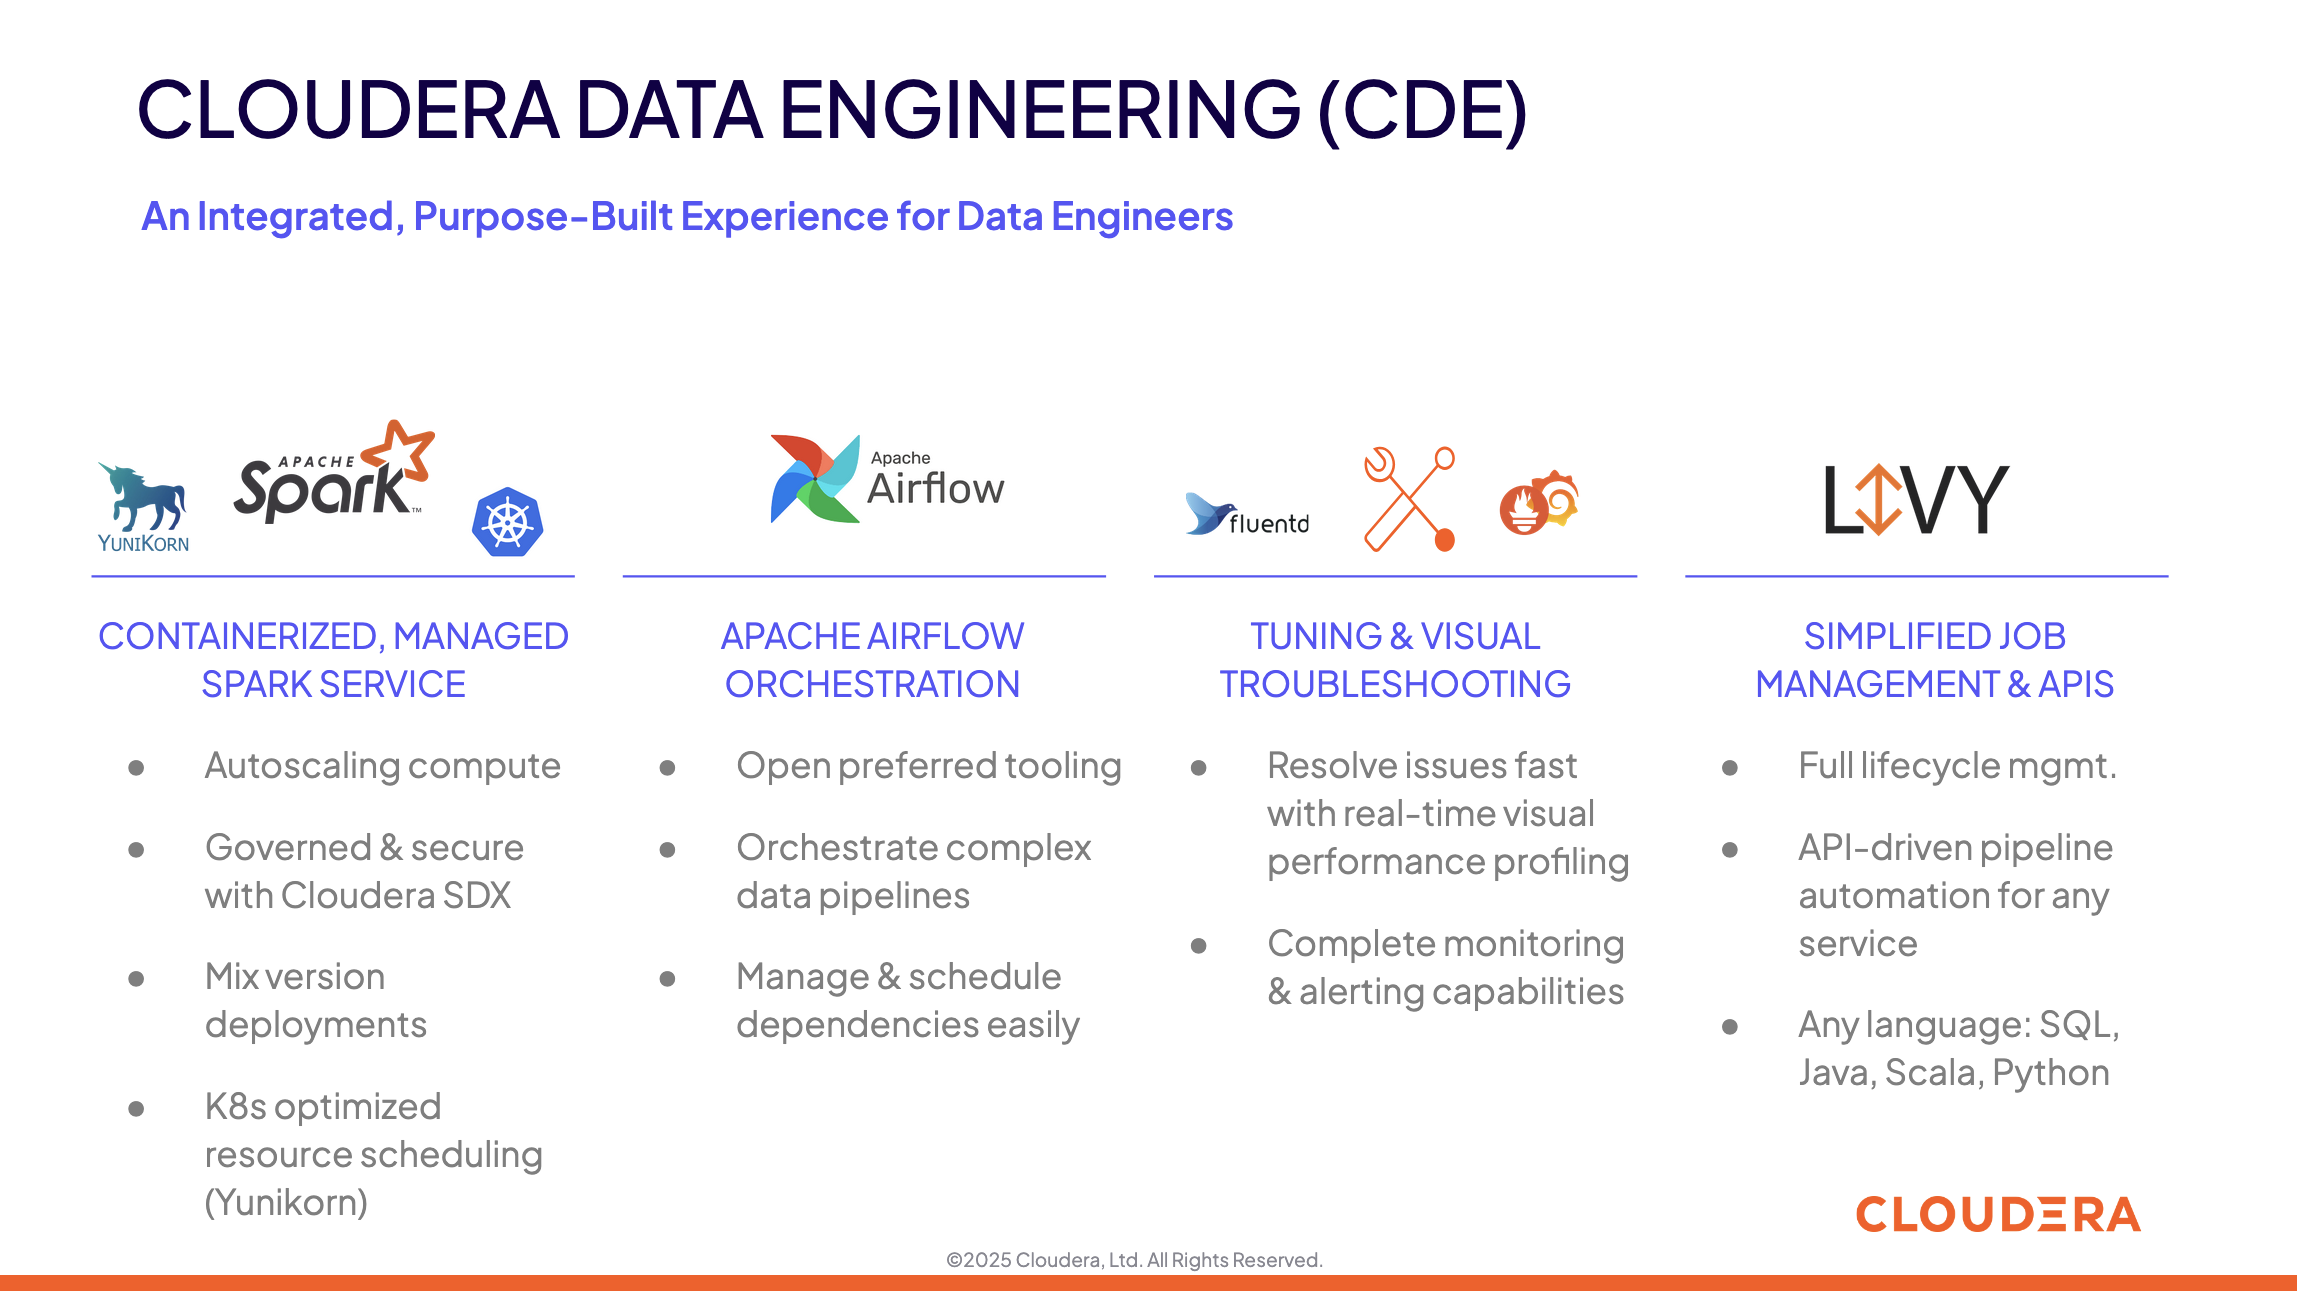 CLOUDERA DATA ENGINEERING (CDE)
An Integrated, Purpose-Built Experience for Data Engineers
YUNIKORN
APACHE
Spark™
Apache
Airflow
fluentd
LIVY
CONTAINERIZED, MANAGED
SPARK SERVICE
● Autoscaling compute
● Governed & secure
with Cloudera SDX
● Mix version
deployments
● K8s optimized
resource scheduling
(Yunikorn)
APACHE AIRFLOW
ORCHESTRATION
● Open preferred tooling
● Orchestrate complex
data pipelines
● Manage & schedule
dependencies easily
TUNING & VISUAL
TROUBLESHOOTING
● Resolve issues fast
with real-time visual
performance profiling
● Complete monitoring
& alerting capabilities
SIMPLIFIED JOB
MANAGEMENT & APIS
● Full lifecycle mgmt.
● API-driven pipeline
automation for any
service
● Any language: SQL,
Java, Scala, Python
CLOUDERA
©2025 Cloudera, Ltd. All Rights Reserved.